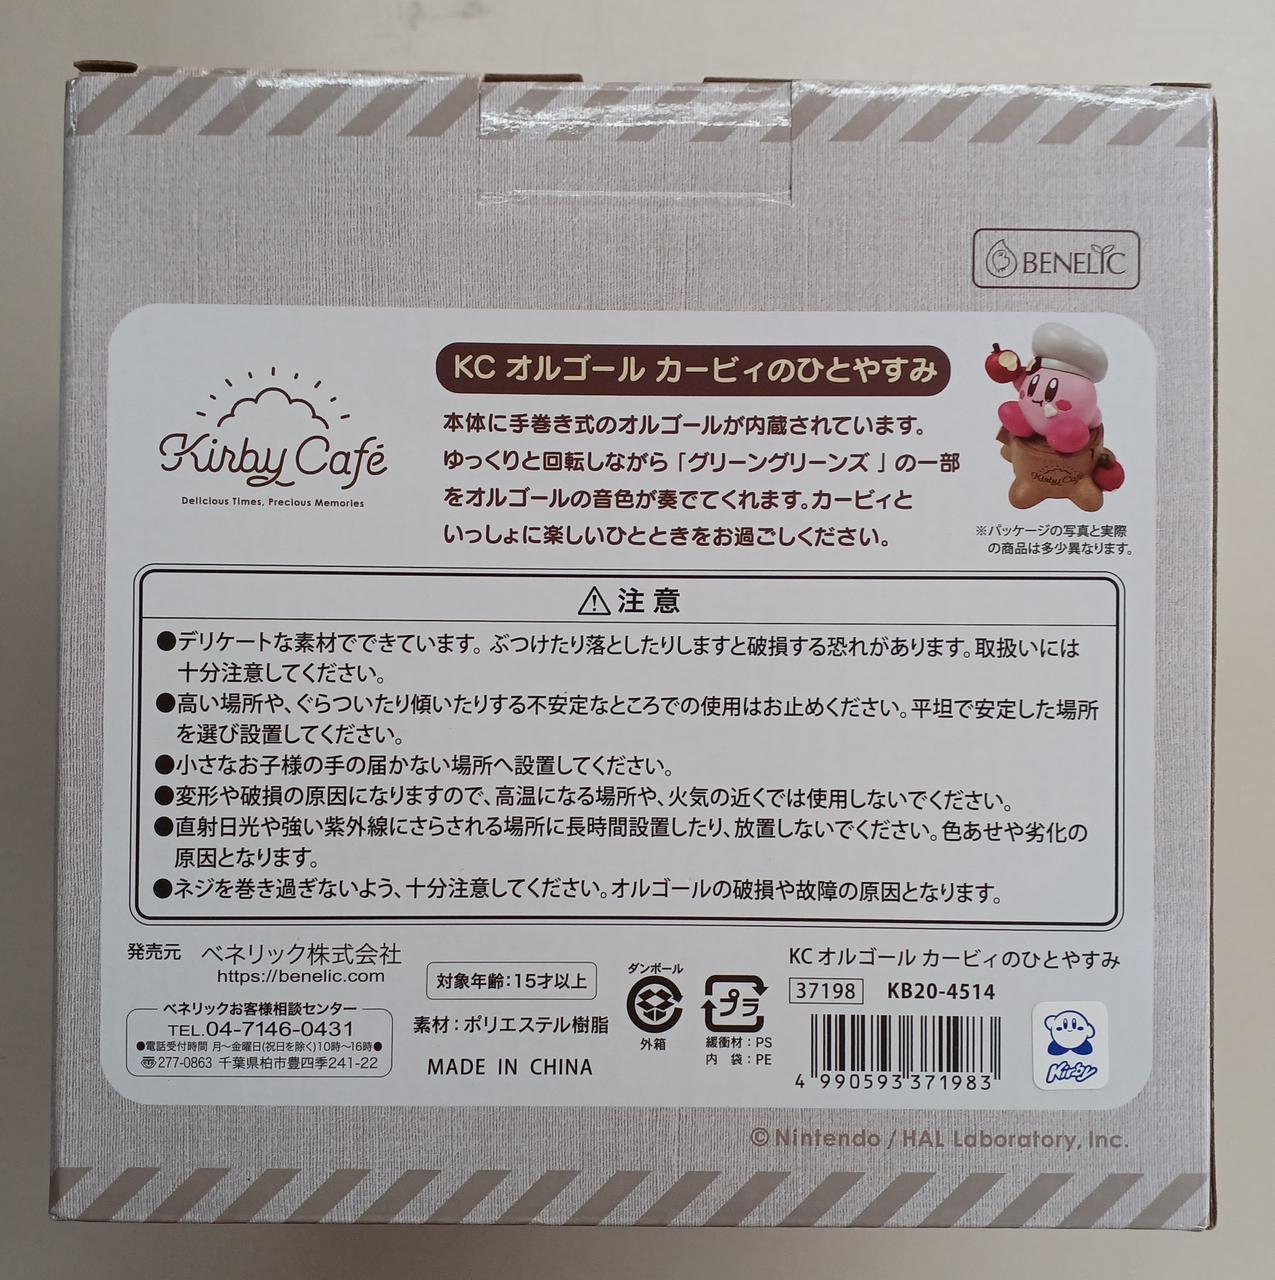 BENELIC
Kirby Café
Delicious Times, Precious Memories
KC オルゴール カービィのひとやすみ
本体に手巻き式のオルゴールが内蔵されています。
ゆっくりと回転しながら「グリーングリーンズ」の一部
をオルゴールの音色が奏でてくれます。カービィと
いっしょに楽しいひとときをお過ごしください。
Kirby Café
※パッケージの写真と実際
の商品は多少異なります。
注意
●デリケートな素材でできています。ぶつけたり落としたりしますと破損する恐れがあります。取扱いには
十分注意してください。
●高い場所や、ぐらついたり傾いたりする不安定なところでの使用はお止めください。平坦で安定した場所
を選び設置してください。
●小さなお子様の手の届かない場所へ設置してください。
●変形や破損の原因になりますので、高温になる場所や、火気の近くでは使用しないでください。
●直射日光や強い紫外線にさらされる場所に長時間設置したり、放置しないでください。色あせや劣化の
原因となります。
●ネジを巻き過ぎないよう、十分注意してください。オルゴールの破損や故障の原因となります。
発売元 ベネリック株式会社
https://benelic.com
ベネリックお客様相談センター
TEL.04-7146-0431
●電話受付時間 月〜金曜日(祝日を除く)10時〜16時●
〠277-0863 千葉県柏市豊四季241-22
対象年齢:15才以上
素材:ポリエステル樹脂
MADE IN CHINA
ダンボール
外箱
プラ
緩衝材:PS
内 袋:PE
KC オルゴール カービィのひとやすみ
37198 KB20-4514
4 990593 371983
Kirby
©Nintendo / HAL Laboratory, Inc.